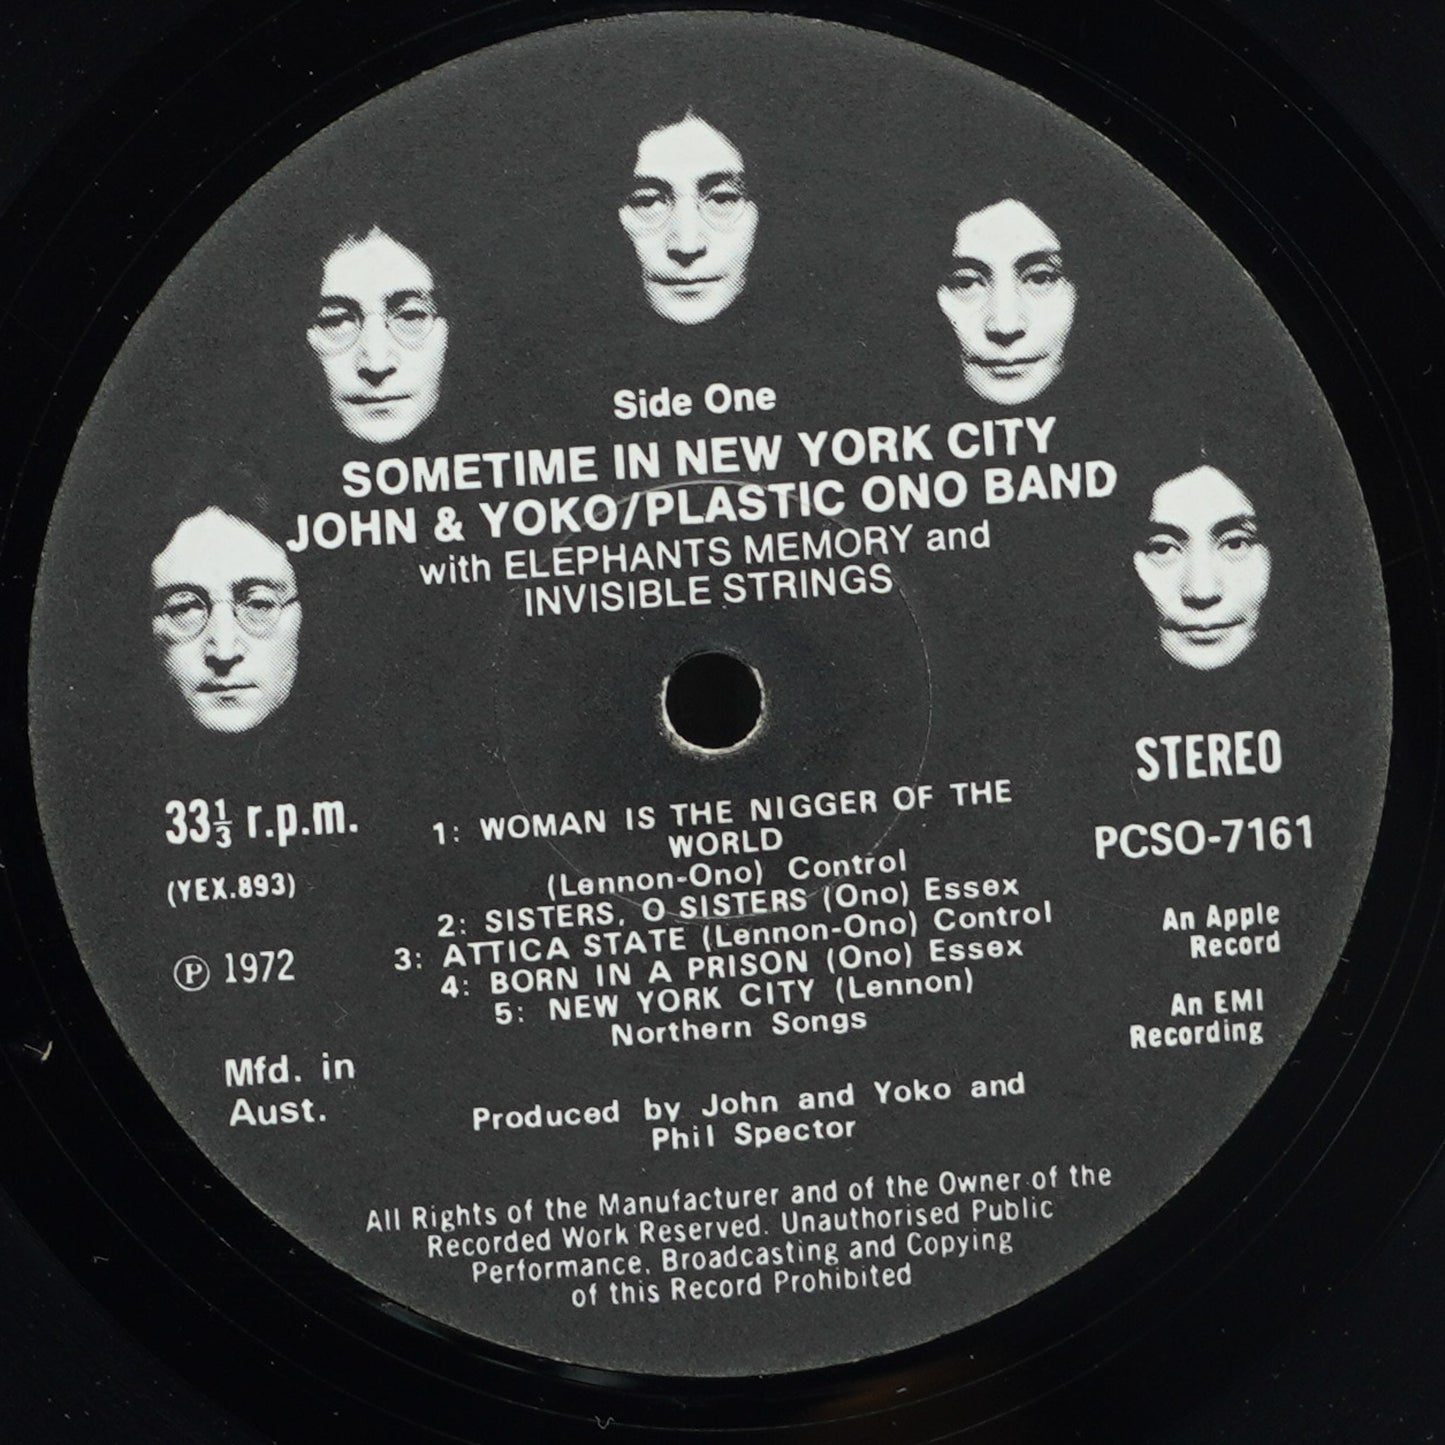 Side One
SOMETIME IN NEW YORK CITY
JOHN & YOKO/PLASTIC ONO BAND
with ELEPHANTS MEMORY and
INVISIBLE STRINGS
STEREO
33⅓ r.p.m.
1: WOMAN IS THE NIGGER OF THE
WORLD
PCSO-7161
(YEX.893)
(Lennon-Ono) Control
2: SISTERS, O SISTERS (Ono) Essex
3: ATTICA STATE (Lennon-Ono) Control
4: BORN IN A PRISON (Ono) Essex
5: NEW YORK CITY (Lennon)
Northern Songs
An Apple
Record
℗ 1972
An EMI
Recording
Mfd. in
Aust.
Produced by John and Yoko and
Phil Spector
All Rights of the Manufacturer and of the Owner of the
Recorded Work Reserved. Unauthorised Public
Performance, Broadcasting and Copying
of this Record Prohibited